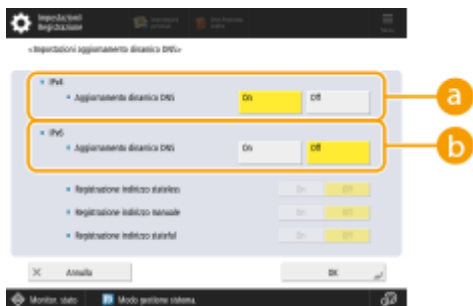 Impostazioni/
Registrazione
<Impostazioni aggiornamento dinamico DNS>
IPv4
Aggiornamento dinamico DNS
On
Off
a
IPv6
Aggiornamento dinamico DNS
On
Off
b
Registrazione indirizzo stateless
On
Off
Registrazione indirizzo manuale
On
Off
Registrazione indirizzo stateful
On
Off
Annulla
OK
Monitor. stato
Modo gestione sistema.